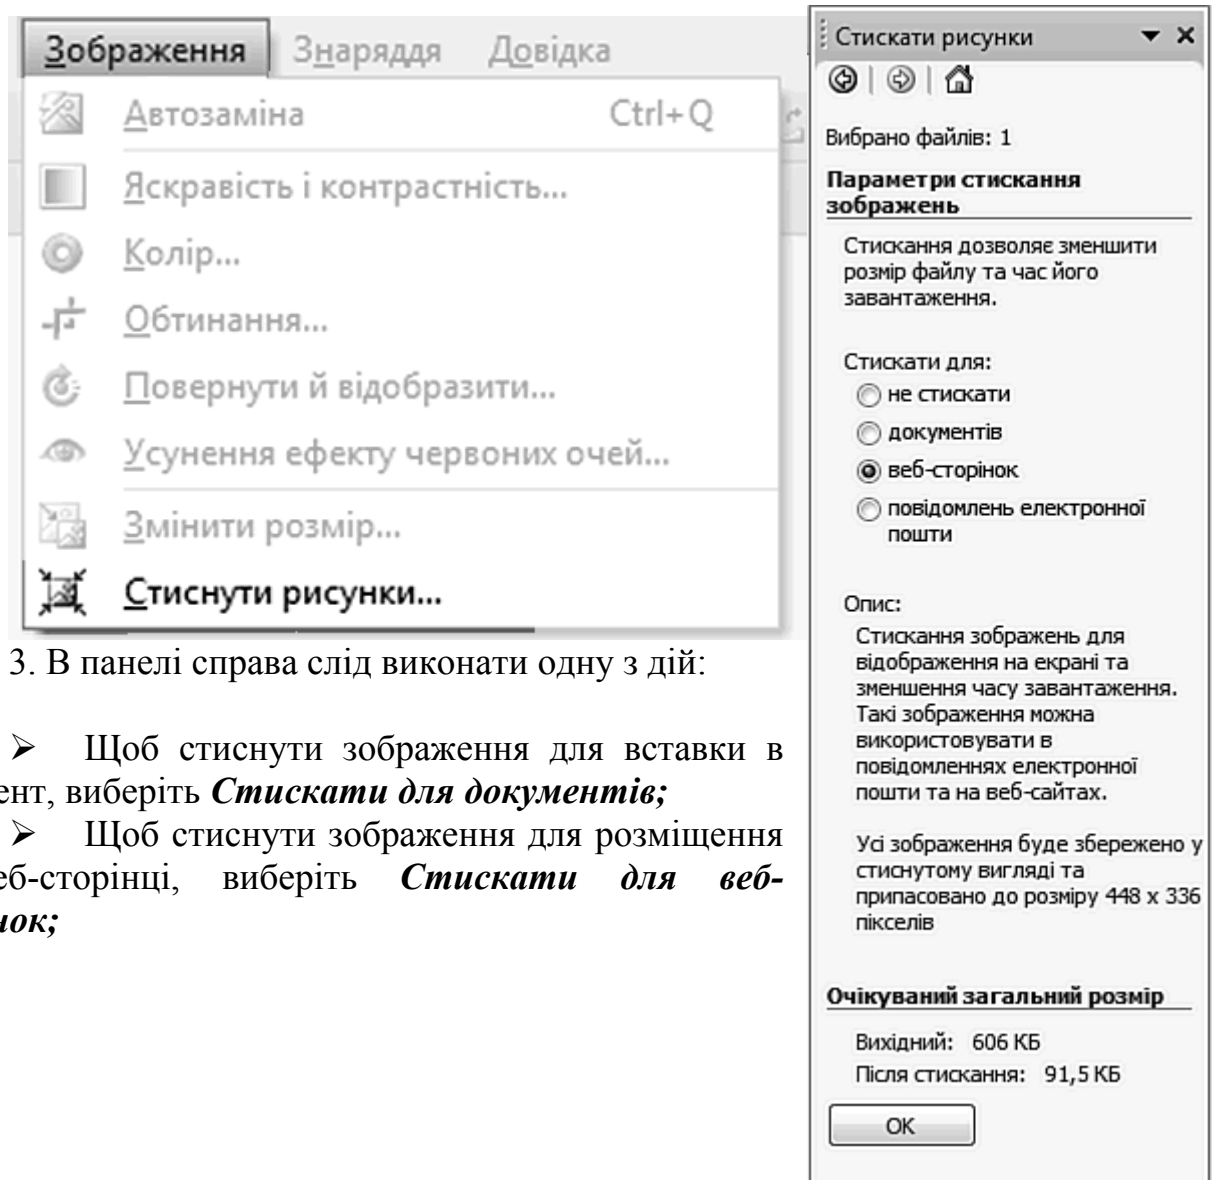 Зображення Знаряддя Довідка
Автозаміна Ctrl+Q
Яскравість і контрастність...
Колір...
Обтинання...
Повернути й відобразити...
Усунення ефекту червоних очей...
Змінити розмір...
Стиснути рисунки...
3. В панелі справа слід виконати одну з дій:
➢ Щоб стиснути зображення для вставки в
ент, виберіть Стискати для документів;
➢ Щоб стиснути зображення для розміщення
еб-сторінці, виберіть Стискати для веб-
нок;
Стискати рисунки
Вибрано файлів: 1
Параметри стискання
зображень
Стискання дозволяє зменшити
розмір файлу та час його
завантаження.
Стискати для:
не стискати
документів
веб-сторінок
повідомлень електронної
пошти
Опис:
Стискання зображень для
відображення на екрані та
зменшення часу завантаження.
Такі зображення можна
використовувати в
повідомленнях електронної
пошти та на веб-сайтах.
Усі зображення буде збережено у
стиснутому вигляді та
припасовано до розміру 448 x 336
пікселів
Очікуваний загальний розмір
Вихідний: 606 КБ
Після стискання: 91,5 КБ
OK